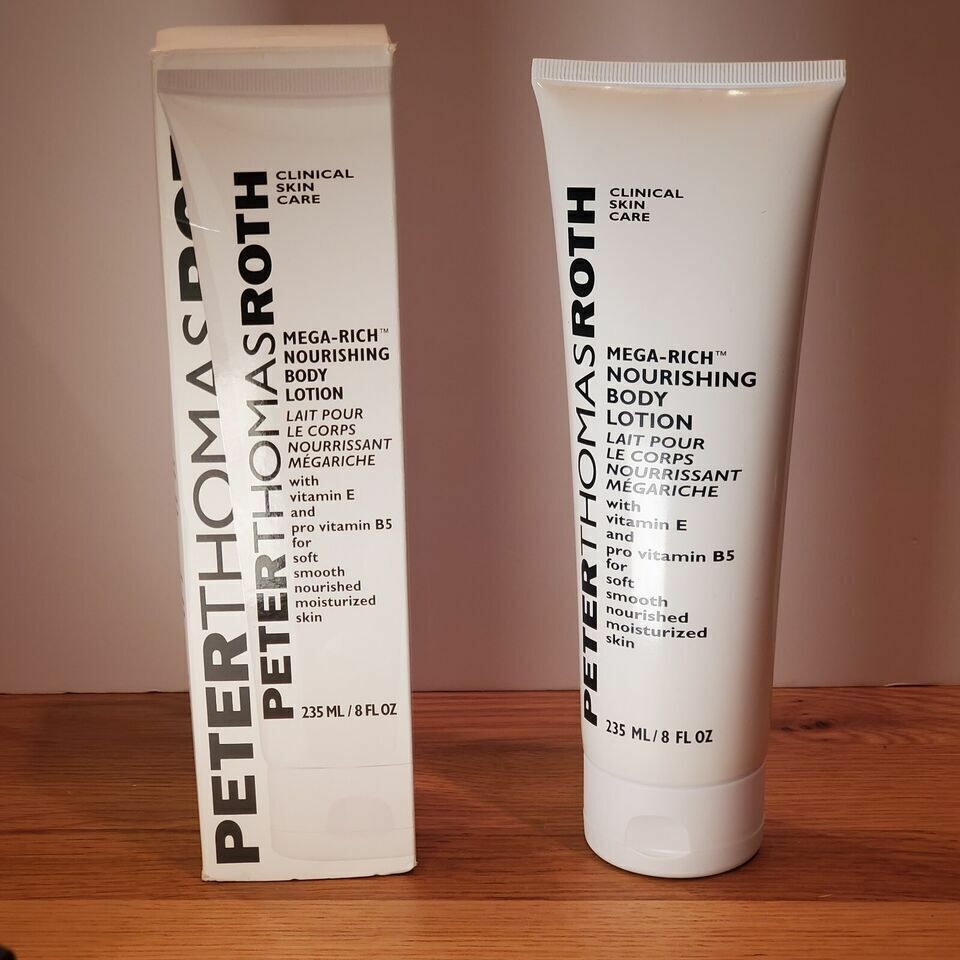 PETERTHOMAS
PETERTHOMASROTH
CLINICAL
SKIN
CARE
MEGA-RICH™
NOURISHING
BODY
LOTION
LAIT POUR
LE CORPS
NOURRISSANT
MÉGARICHE
with
vitamin E
and
pro vitamin B5
for
soft
smooth
nourished
moisturized
skin
235 ML / 8 FL OZ
PETERTHOMASROTH
CLINICAL
SKIN
CARE
MEGA-RICH™
NOURISHING
BODY
LOTION
LAIT POUR
LE CORPS
NOURRISSANT
MÉGARICHE
with
vitamin E
and
pro vitamin B5
for
soft
smooth
nourished
moisturized
skin
235 ML / 8 FL OZ